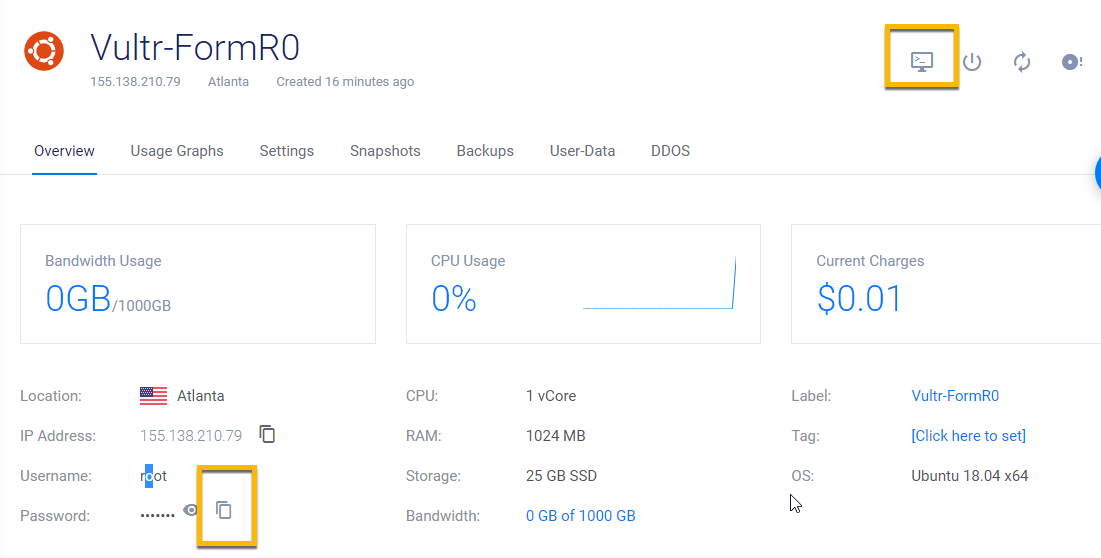 Vultr-FormR0
155.138.210.79 Atlanta Created 16 minutes ago
Overview Usage Graphs Settings Snapshots Backups User-Data DDOS
Bandwidth Usage CPU Usage Current Charges
0GB/1000GB 0% $0.01
Location: Atlanta CPU: 1 vCore Label: Vultr-FormR0
IP Address: 155.138.210.79 RAM: 1024 MB Tag: [Click here to set]
Username: root Storage: 25 GB SSD OS: Ubuntu 18.04 x64
Password: ······· Bandwidth: 0 GB of 1000 GB